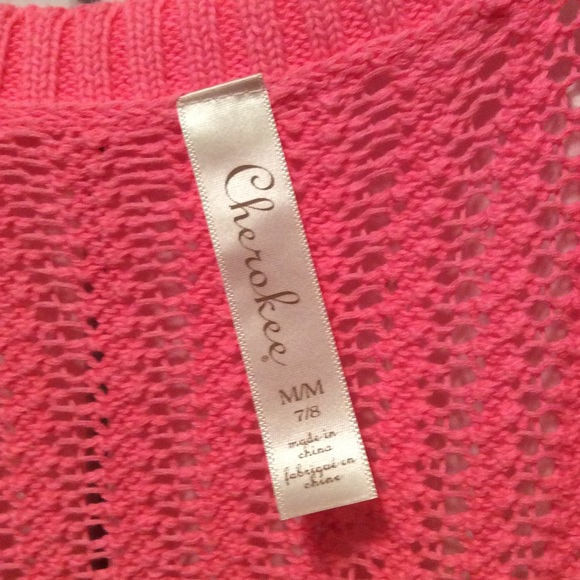 Cherokee®
M/M
7/8
made in
china
fabriqué en
chine